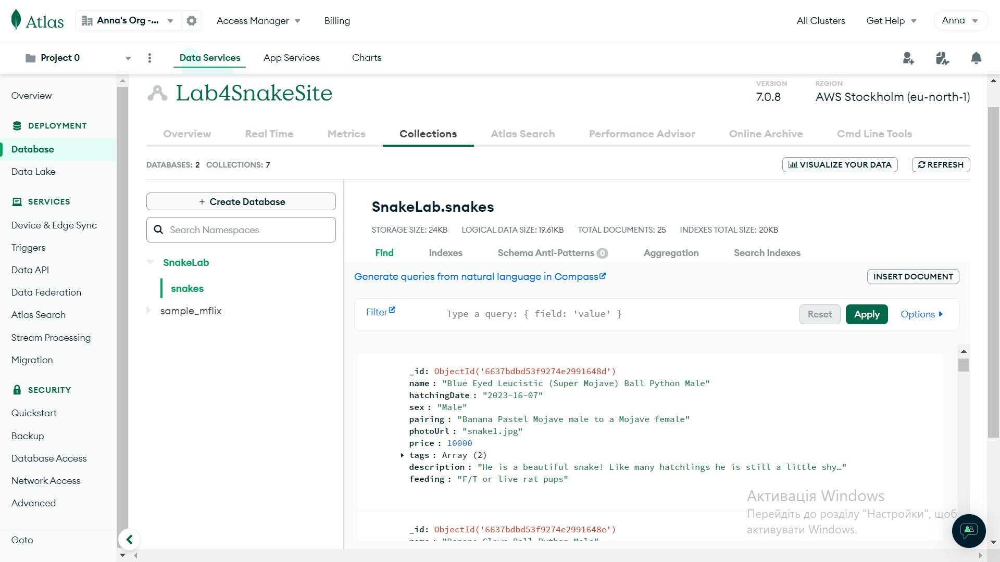 Atlas
Anna's Org -...
Access Manager
Billing
All Clusters
Get Help
Anna
Project 0
Data Services
App Services
Charts
Overview
DEPLOYMENT
Database
Data Lake
SERVICES
Device & Edge Sync
Triggers
Data API
Data Federation
Atlas Search
Stream Processing
Migration
SECURITY
Quickstart
Backup
Database Access
Network Access
Advanced
Goto
Lab4SnakeSite
VERSION
7.0.8
REGION
AWS Stockholm (eu-north-1)
Overview
Real Time
Metrics
Collections
Atlas Search
Performance Advisor
Online Archive
Cmd Line Tools
DATABASES: 2 COLLECTIONS: 7
VISUALIZE YOUR DATA
REFRESH
+ Create Database
Search Namespaces
SnakeLab
snakes
sample_mflix
SnakeLab.snakes
STORAGE SIZE: 24KB LOGICAL DATA SIZE: 19.61KB TOTAL DOCUMENTS: 25 INDEXES TOTAL SIZE: 20KB
Find
Indexes
Schema Anti-Patterns 0
Aggregation
Search Indexes
Generate queries from natural language in Compass
INSERT DOCUMENT
Filter
Type a query: { field: 'value' }
Reset
Apply
Options
_id: ObjectId('6637bdbd53f9274e2991648d')
name : "Blue Eyed Leucistic (Super Mojave) Ball Python Male"
hatchingDate : "2023-16-07"
sex : "Male"
pairing : "Banana Pastel Mojave male to a Mojave female"
photoUrl : "snake1.jpg"
price : 10000
tags : Array (2)
description : "He is a beautiful snake! Like many hatchlings he is still a little shy…"
feeding : "F/T or live rat pups"
_id: ObjectId('6637bdbd53f9274e2991648e')
name : "Banana Clown Ball Python Male"
Активація Windows
Перейдіть до розділу "Настройки", щоб
активувати Windows.